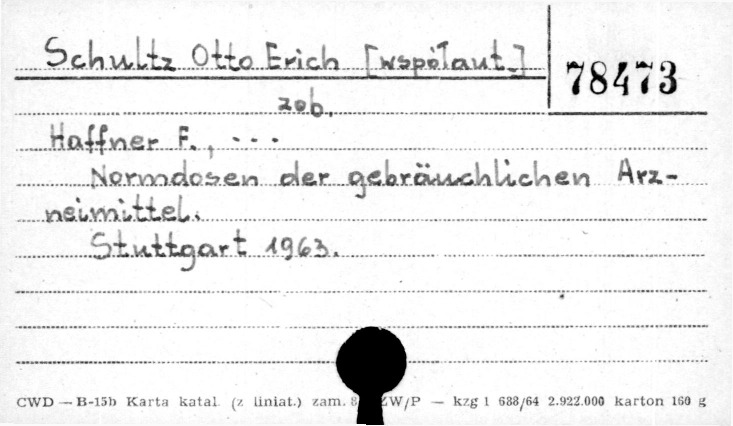 Schultz Otto Erich [współaut.]
78473
zob.
Haffner F., ---
Normdosen der gebräuchlichen Arz-
neimittel.
Stuttgart 1963.
CWD — B-15b Karta katal. (z liniat.) zam. 8 ZW/P — kzg 1 688/64 2.922.000 karton 160 g